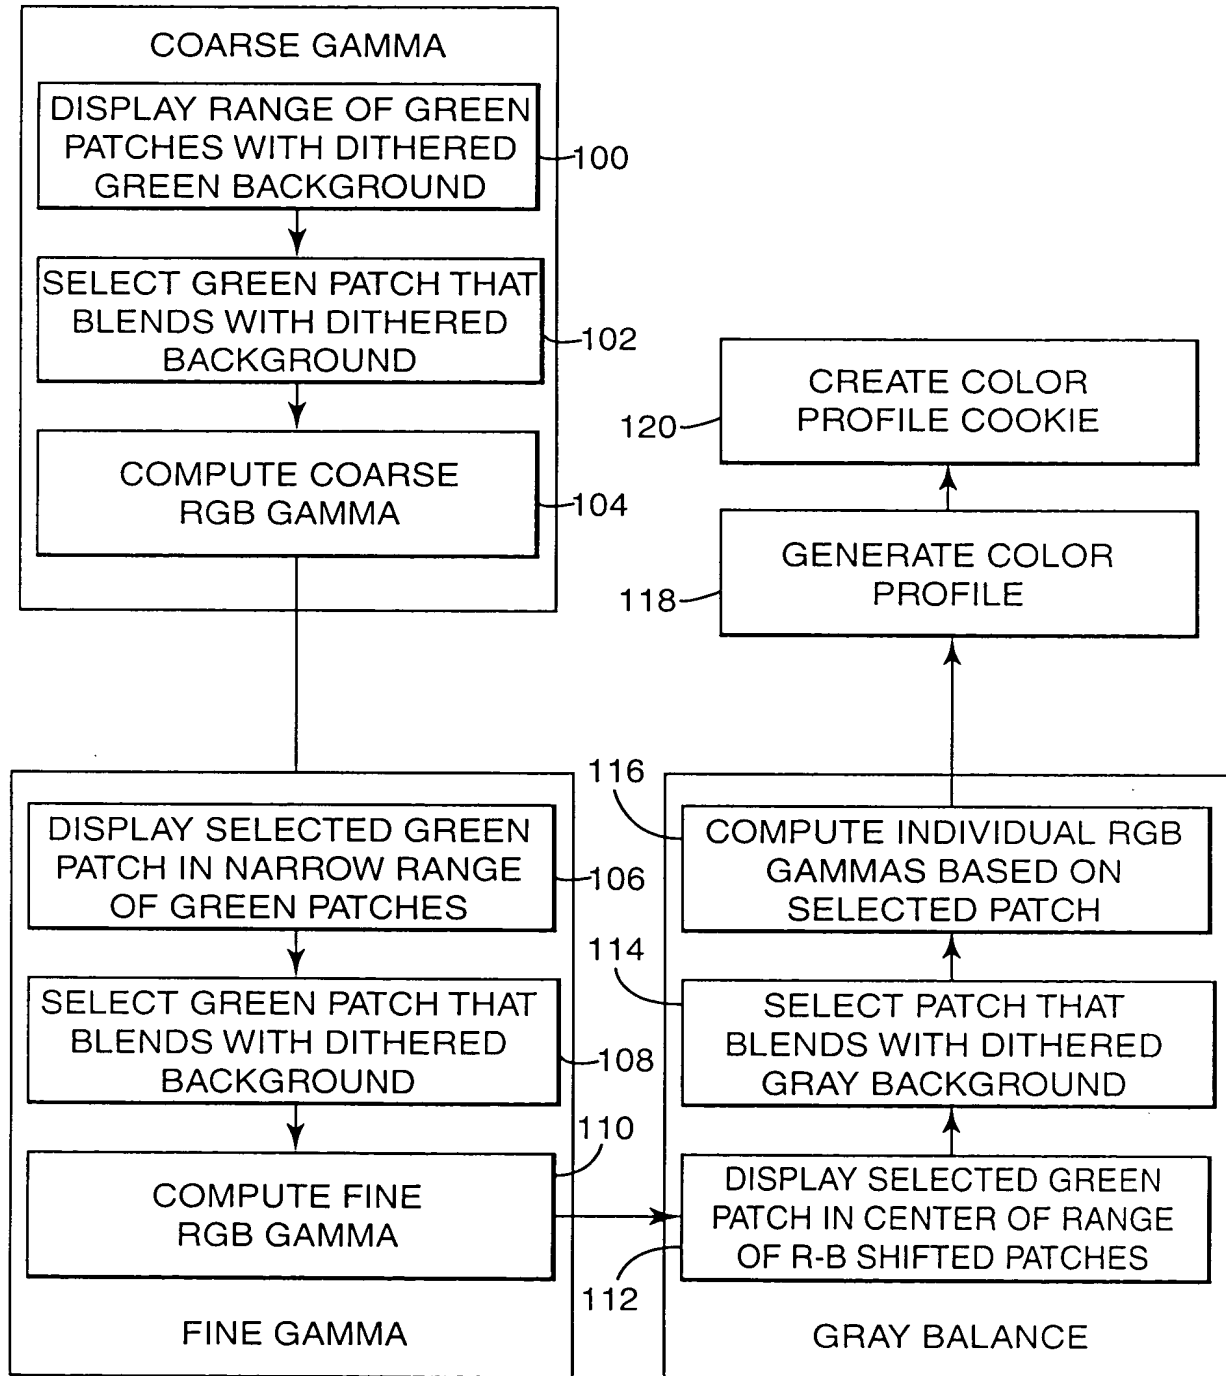 COARSE GAMMA
DISPLAY RANGE OF GREEN
PATCHES WITH DITHERED
GREEN BACKGROUND
100
SELECT GREEN PATCH THAT
BLENDS WITH DITHERED
BACKGROUND
102
COMPUTE COARSE
RGB GAMMA
104
DISPLAY SELECTED GREEN
PATCH IN NARROW RANGE
OF GREEN PATCHES
106
SELECT GREEN PATCH THAT
BLENDS WITH DITHERED
BACKGROUND
108
COMPUTE FINE
RGB GAMMA
110
FINE GAMMA
DISPLAY SELECTED GREEN
PATCH IN CENTER OF RANGE
OF R-B SHIFTED PATCHES
112
SELECT PATCH THAT
BLENDS WITH DITHERED
GRAY BACKGROUND
114
COMPUTE INDIVIDUAL RGB
GAMMAS BASED ON
SELECTED PATCH
116
GRAY BALANCE
GENERATE COLOR
PROFILE
118
CREATE COLOR
PROFILE COOKIE
120